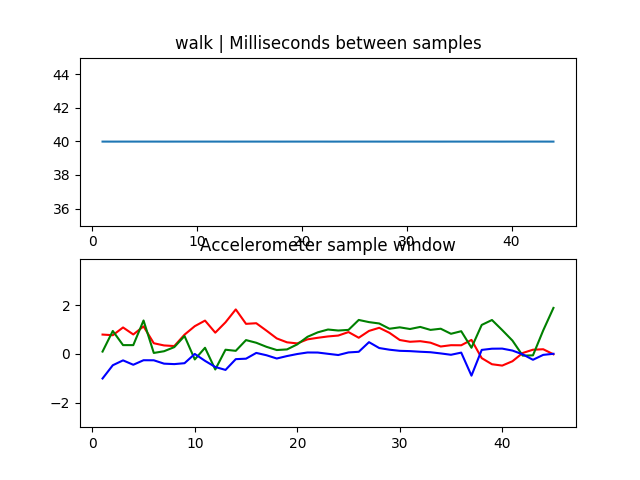 walk | Milliseconds between samples
44
42
40
38
36
0 10 20 30 40
Accelerometer sample window
2
0
−2
0 10 20 30 40